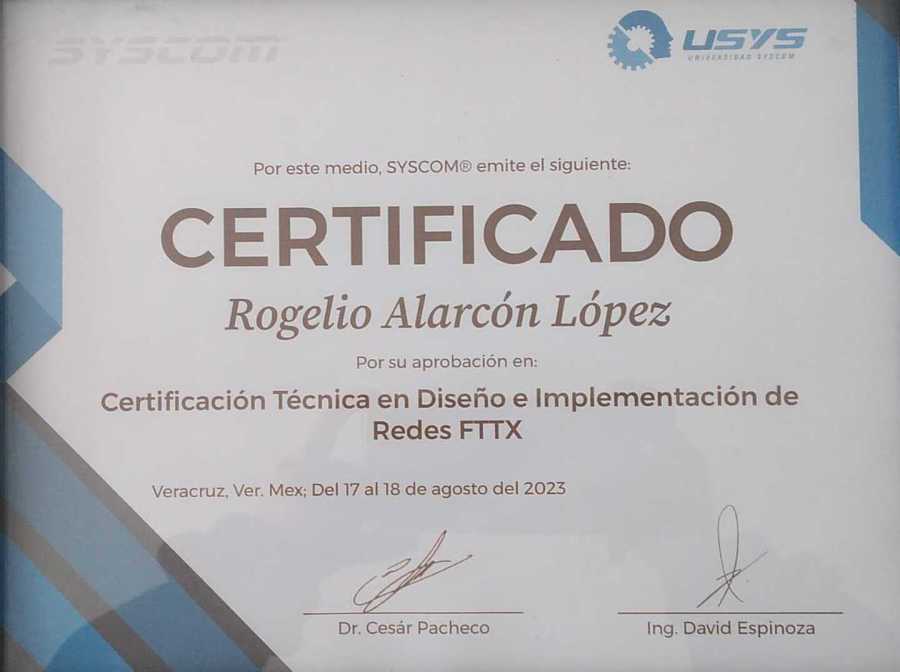 SYSCOM
USYS
UNIVERSIDAD SYSCOM
Por este medio, SYSCOM® emite el siguiente:
CERTIFICADO
Rogelio Alarcón López
Por su aprobación en:
Certificación Técnica en Diseño e Implementación de
Redes FTTX
Veracruz, Ver. Mex; Del 17 al 18 de agosto del 2023
Dr. Cesár Pacheco
Ing. David Espinoza